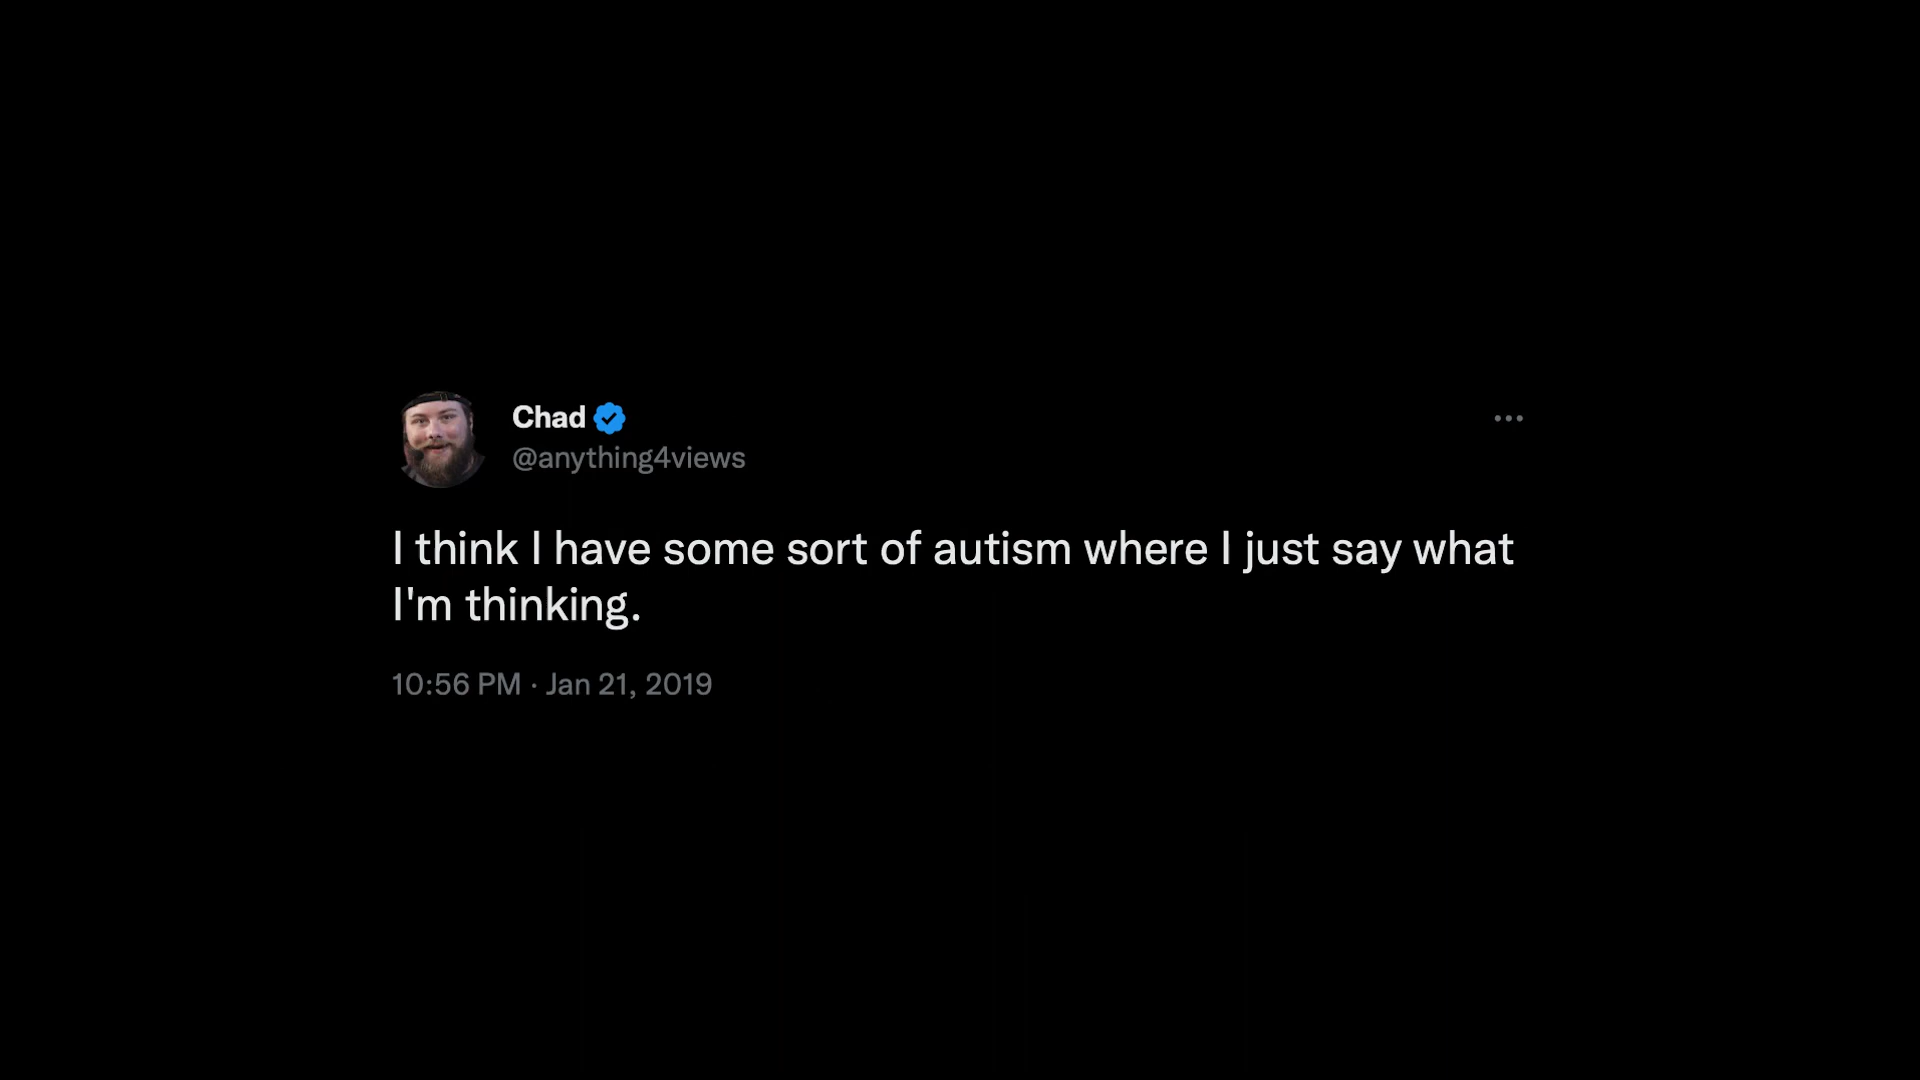 Chad
@anything4views
I think I have some sort of autism where I just say what
I'm thinking.
10:56 PM · Jan 21, 2019